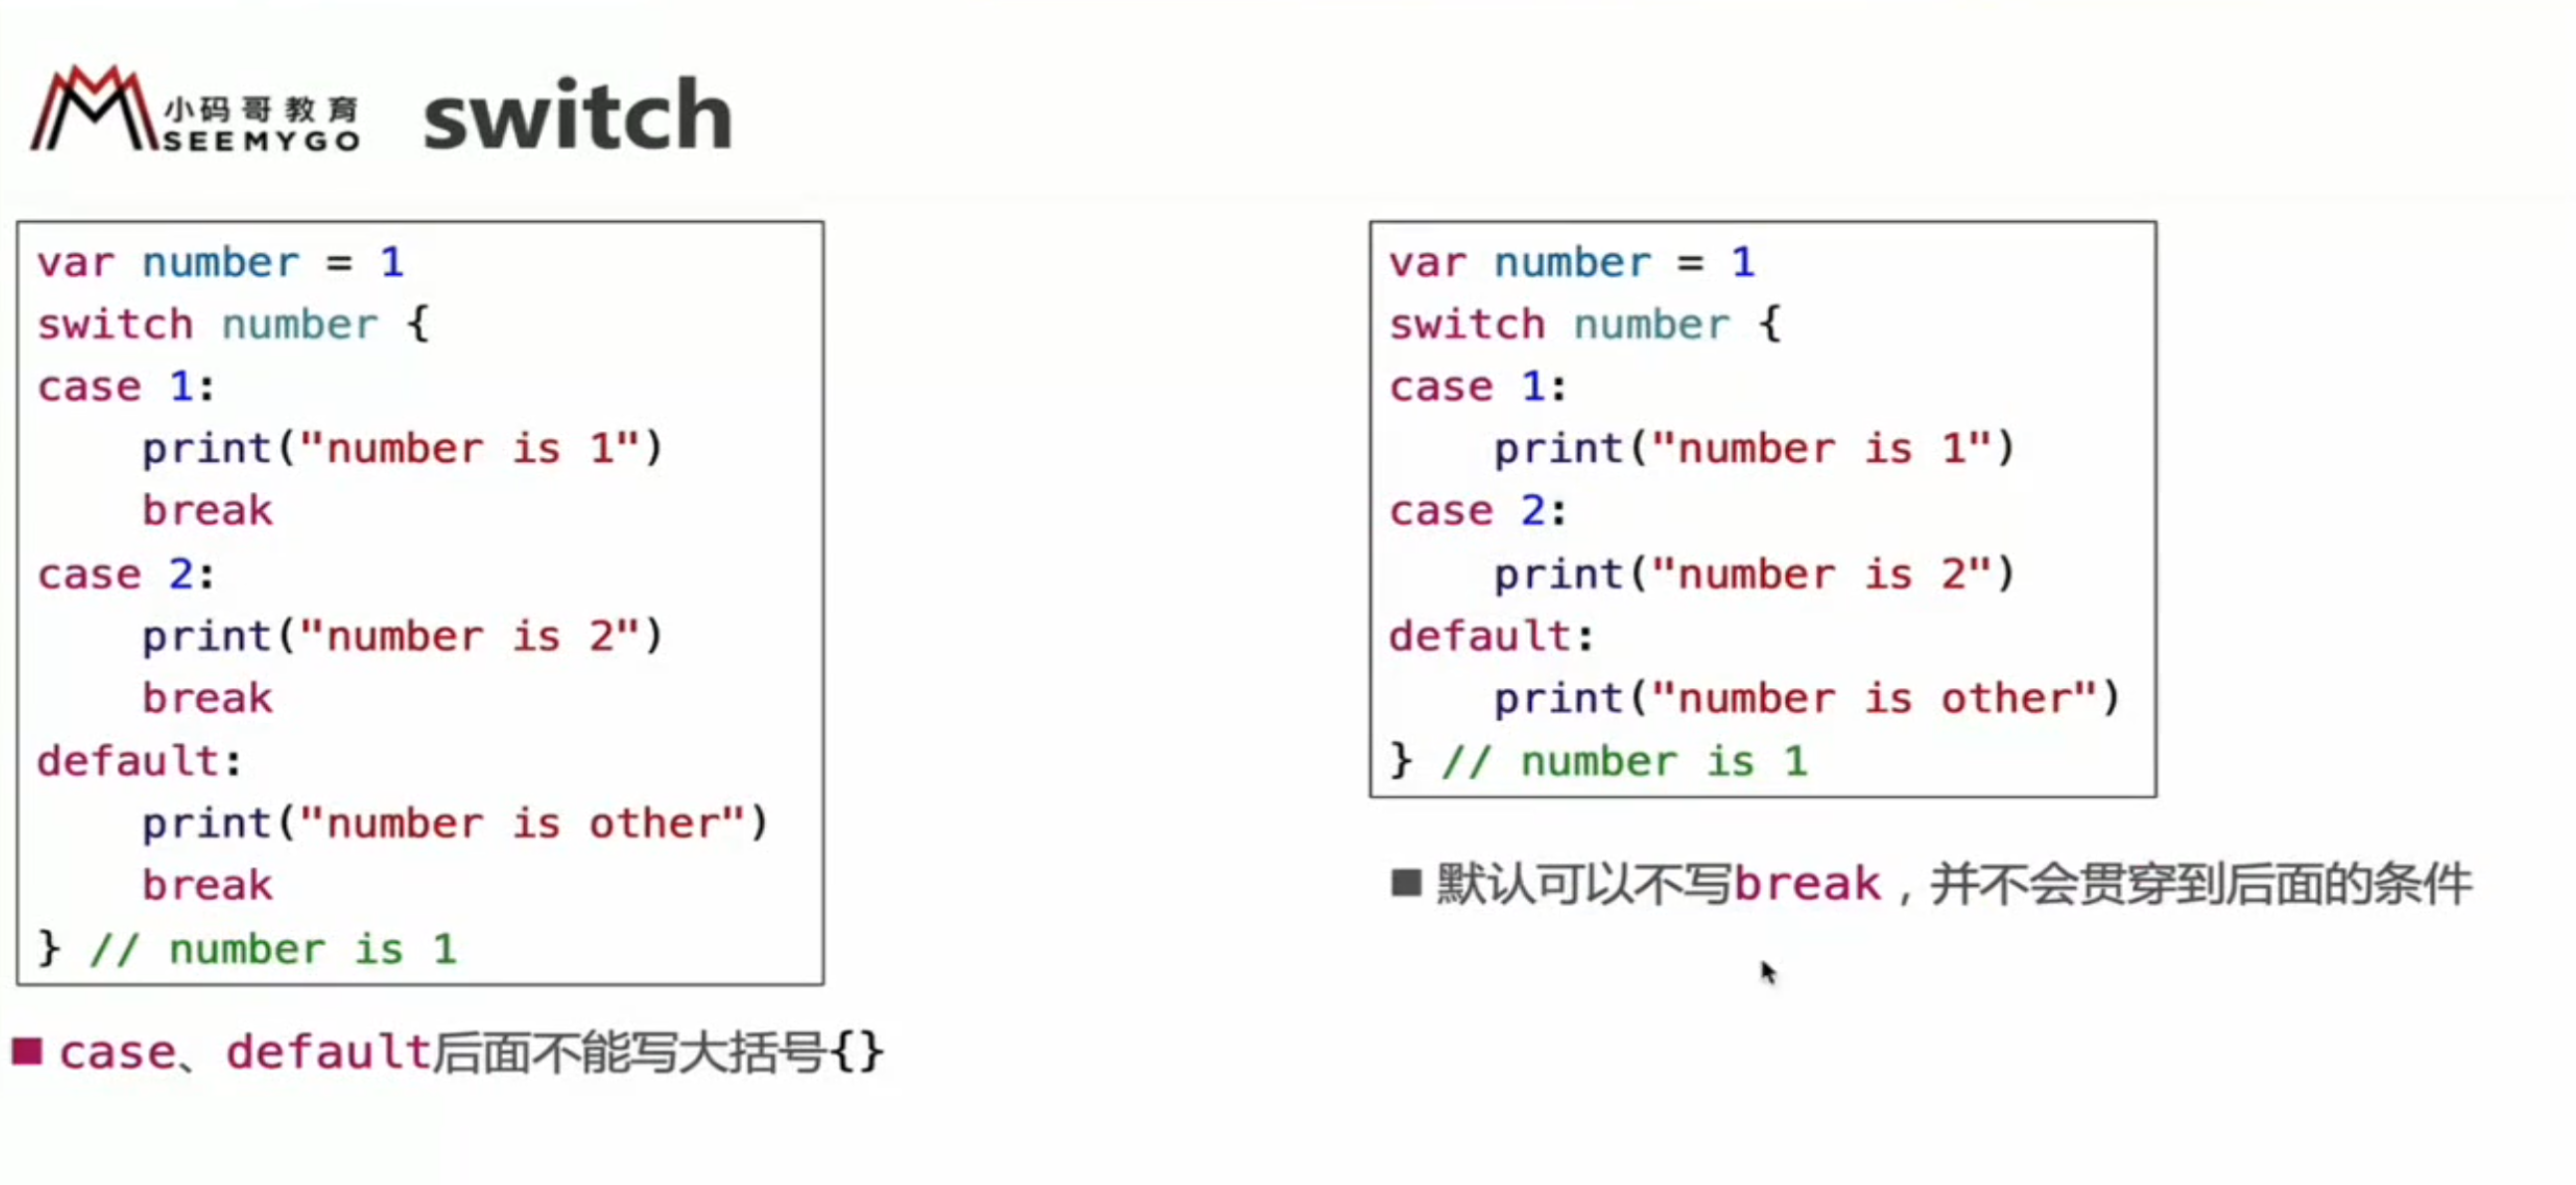 小码哥教育
SEEMYGO
switch
var number = 1
switch number {
case 1:
    print("number is 1")
    break
case 2:
    print("number is 2")
    break
default:
    print("number is other")
    break
} // number is 1
■ case、default后面不能写大括号{}
var number = 1
switch number {
case 1:
    print("number is 1")
case 2:
    print("number is 2")
default:
    print("number is other")
} // number is 1
■ 默认可以不写break，并不会贯穿到后面的条件